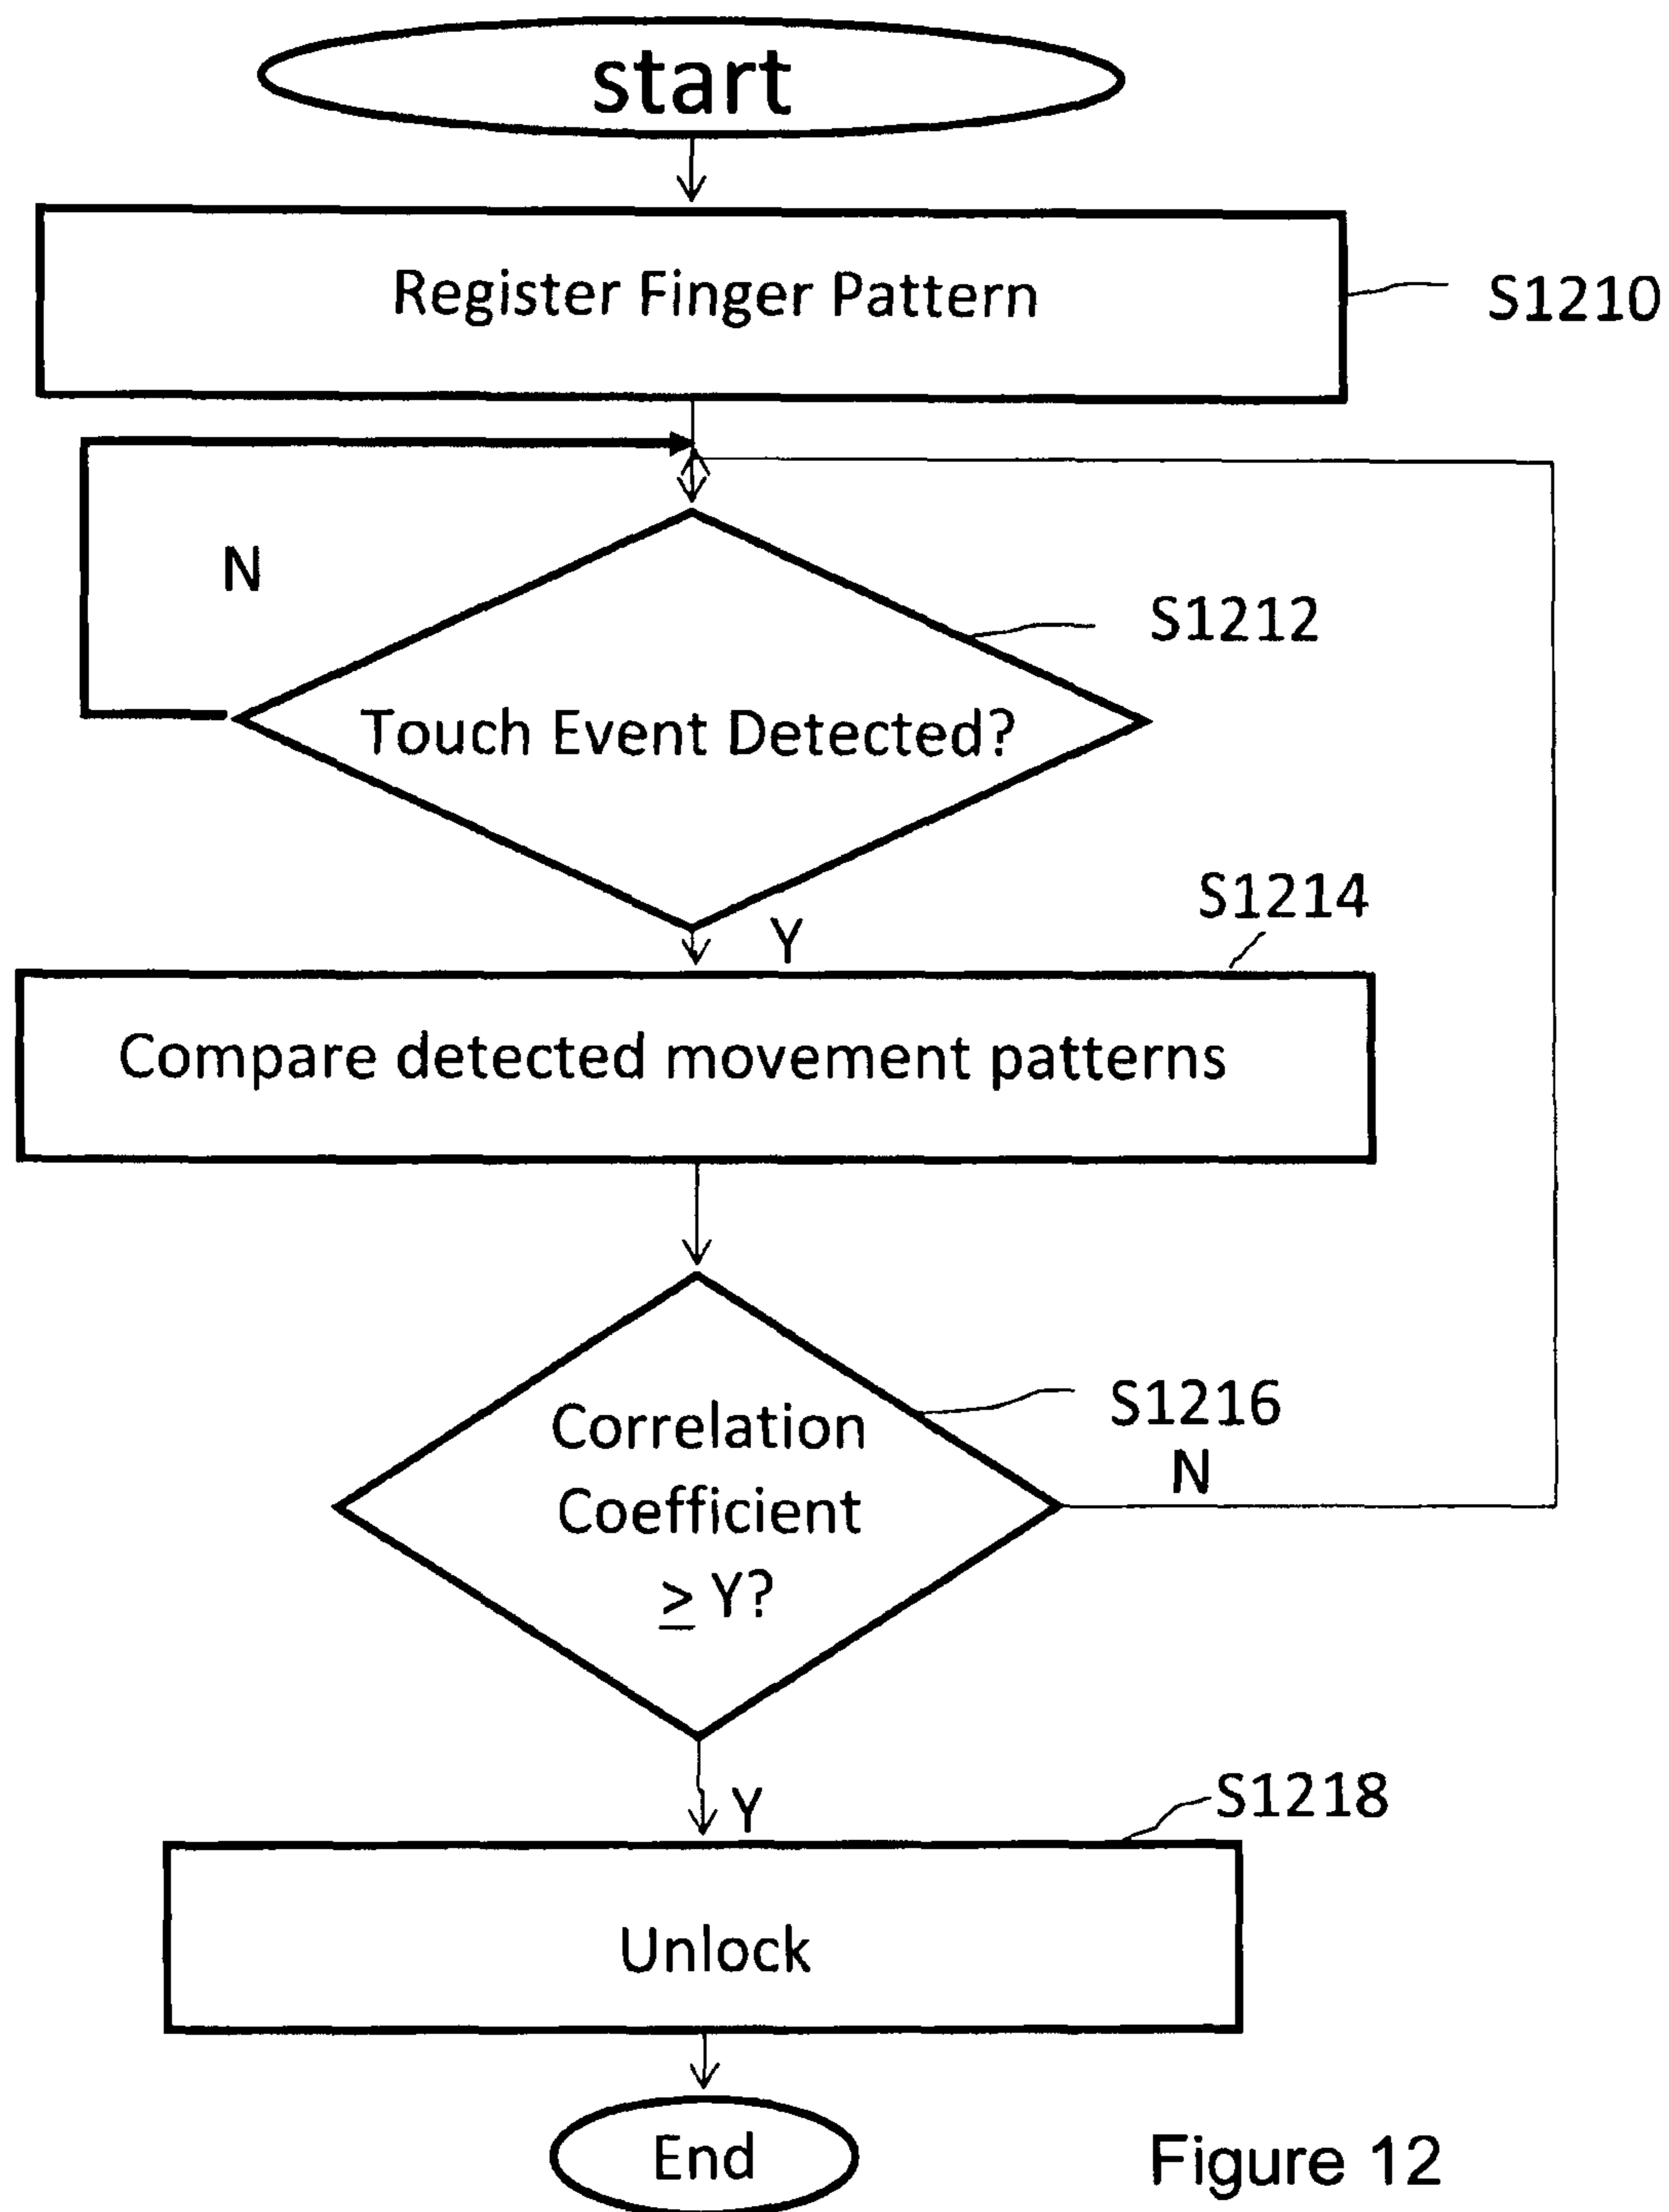 start
Register Finger Pattern
S1210
N
S1212
Touch Event Detected?
S1214
Y
Compare detected movement patterns
S1216
Correlation
Coefficient
≥ Y?
N
Y
S1218
Unlock
End
Figure 12